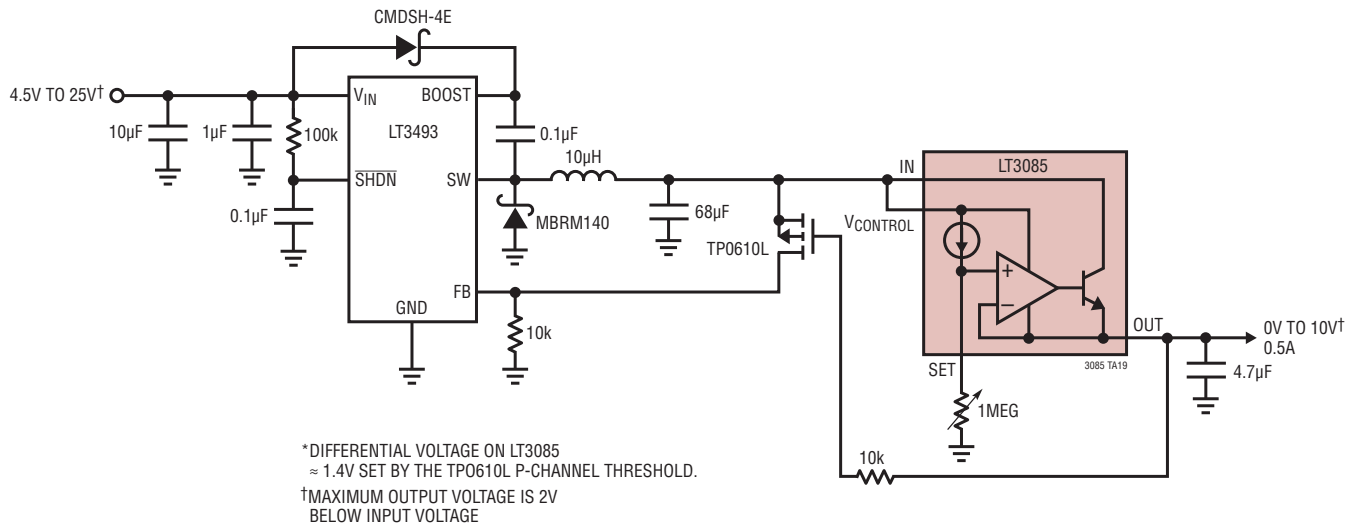 CMDSH-4E
4.5V TO 25V†
VIN
BOOST
10µF
1µF
100k
LT3493
0.1µF
10µH
IN
LT3085
SHDN
SW
0.1µF
MBRM140
68µF
TP0610L
VCONTROL
FB
GND
10k
+
−
OUT
0V TO 10V†
0.5A
SET
3085 TA19
4.7µF
1MEG
10k
*DIFFERENTIAL VOLTAGE ON LT3085
≈ 1.4V SET BY THE TP0610L P-CHANNEL THRESHOLD.
†MAXIMUM OUTPUT VOLTAGE IS 2V
BELOW INPUT VOLTAGE